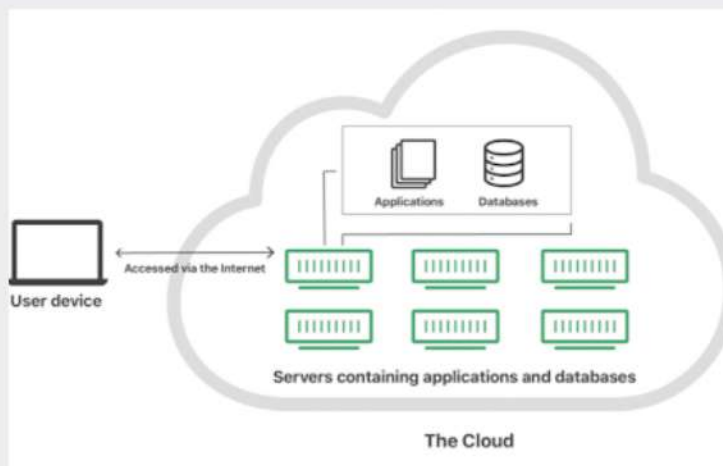 Applications Databases
Accessed via the Internet
User device
Servers containing applications and databases
The Cloud